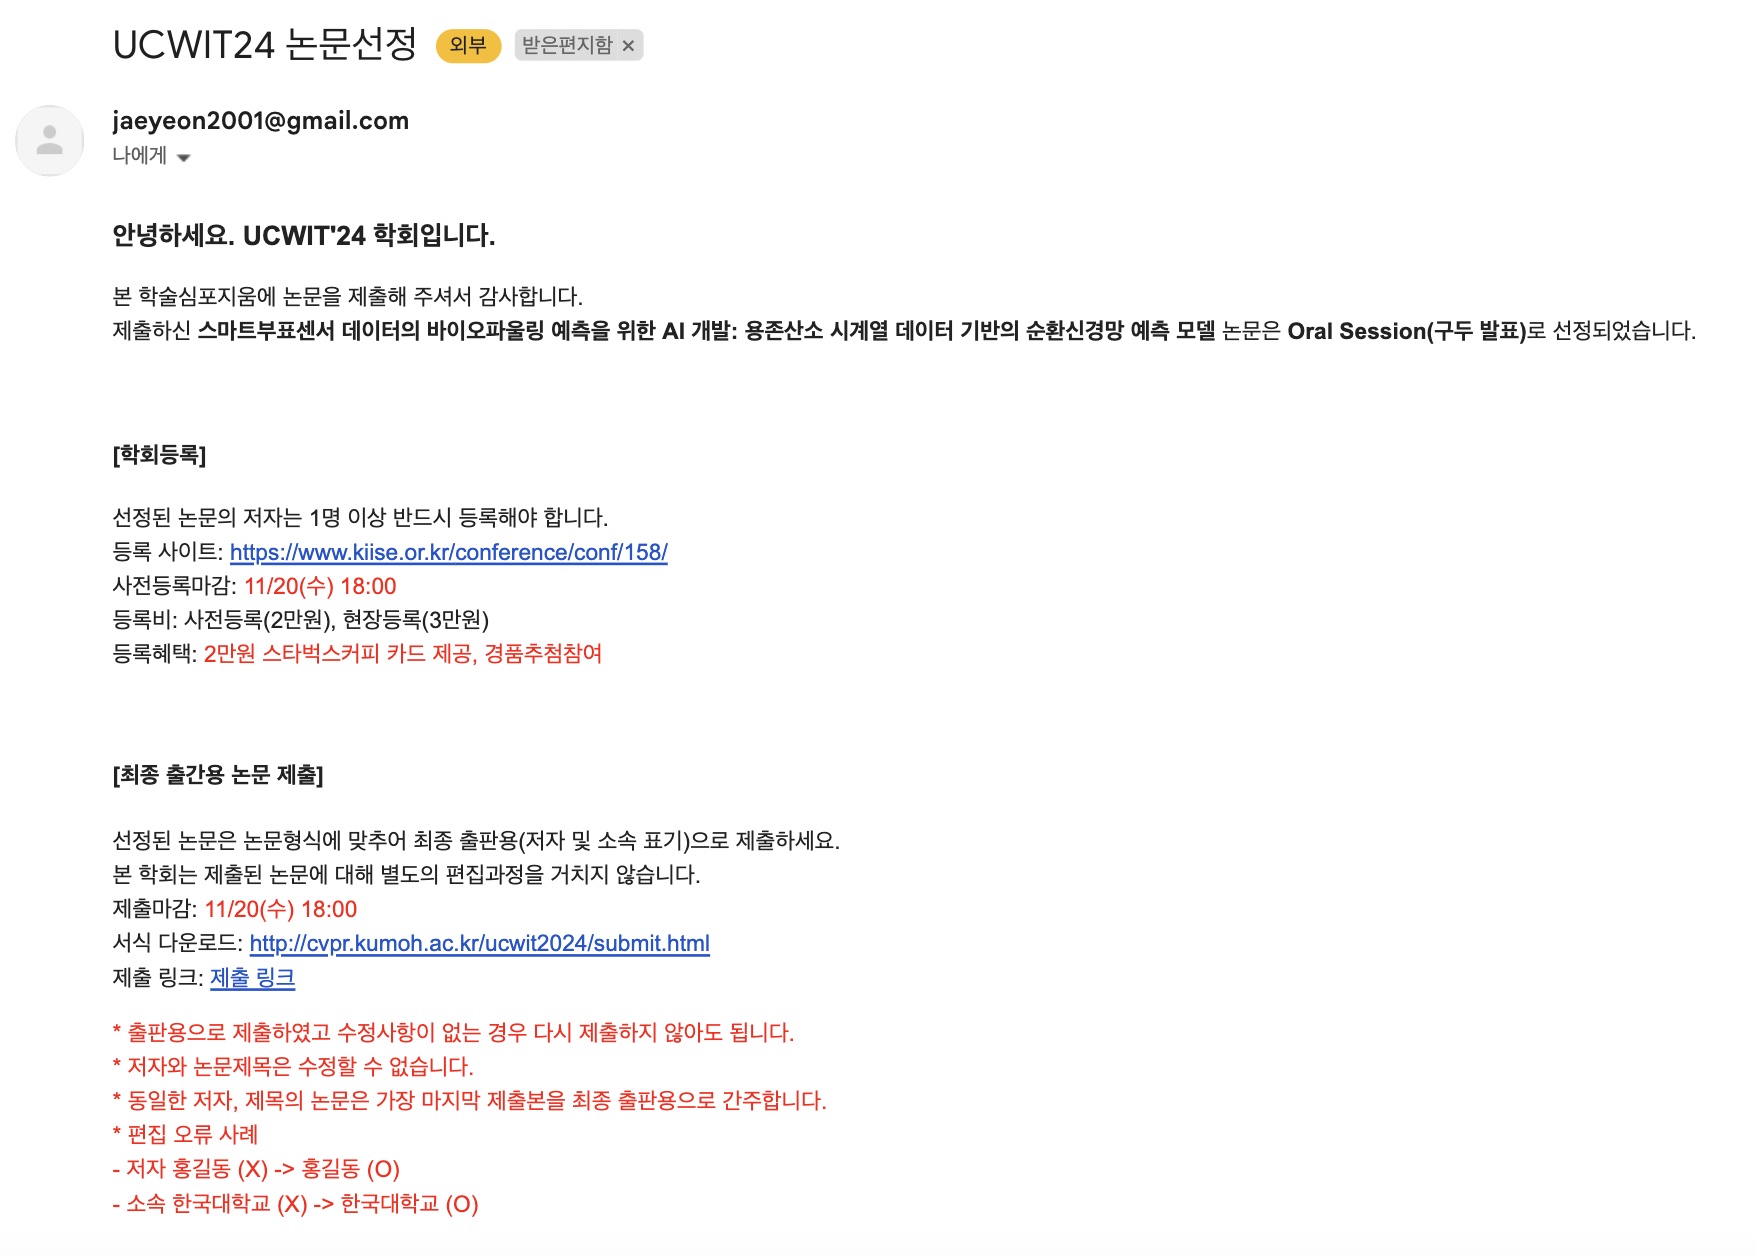 UCWIT24 논문선정 외부 받은편지함 ×
jaeyeon2001@gmail.com
나에게
안녕하세요. UCWIT'24 학회입니다.
본 학술심포지움에 논문을 제출해 주셔서 감사합니다.
제출하신 스마트부표센서 데이터의 바이오파울링 예측을 위한 AI 개발: 용존산소 시계열 데이터 기반의 순환신경망 예측 모델 논문은 Oral Session(구두 발표)로 선정되었습니다.
[학회등록]
선정된 논문의 저자는 1명 이상 반드시 등록해야 합니다.
등록 사이트: https://www.kiise.or.kr/conference/conf/158/
사전등록마감: 11/20(수) 18:00
등록비: 사전등록(2만원), 현장등록(3만원)
등록혜택: 2만원 스타벅스커피 카드 제공, 경품추첨참여
[최종 출간용 논문 제출]
선정된 논문은 논문형식에 맞추어 최종 출판용(저자 및 소속 표기)으로 제출하세요.
본 학회는 제출된 논문에 대해 별도의 편집과정을 거치지 않습니다.
제출마감: 11/20(수) 18:00
서식 다운로드: http://cvpr.kumoh.ac.kr/ucwit2024/submit.html
제출 링크: 제출 링크
* 출판용으로 제출하였고 수정사항이 없는 경우 다시 제출하지 않아도 됩니다.
* 저자와 논문제목은 수정할 수 없습니다.
* 동일한 저자, 제목의 논문은 가장 마지막 제출본을 최종 출판용으로 간주합니다.
* 편집 오류 사례
- 저자 홍길동 (X) -> 홍길동 (O)
- 소속 한국대학교 (X) -> 한국대학교 (O)